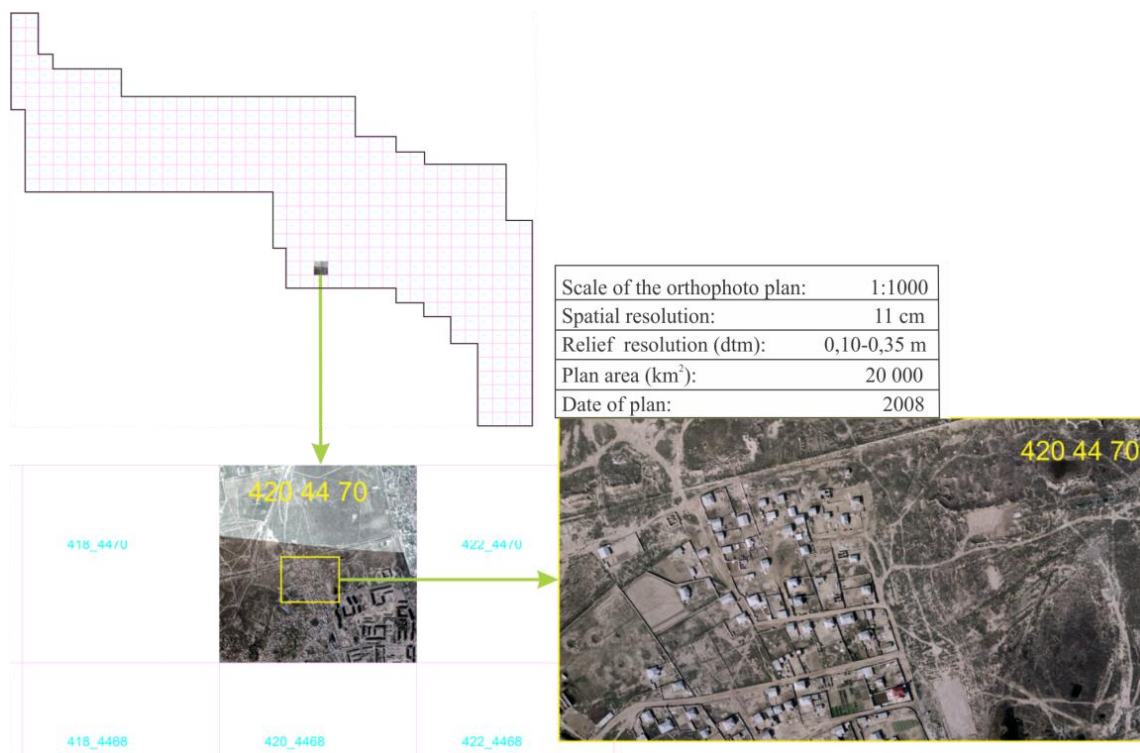 Scale of the orthophoto plan: 1:1000
Spatial resolution: 11 cm
Relief resolution (dtm): 0,10-0,35 m
Plan area (km²): 20 000
Date of plan: 2008
420 44 70
420 44 70
418_4470
422_4470
418_4468
420_4468
422_4468